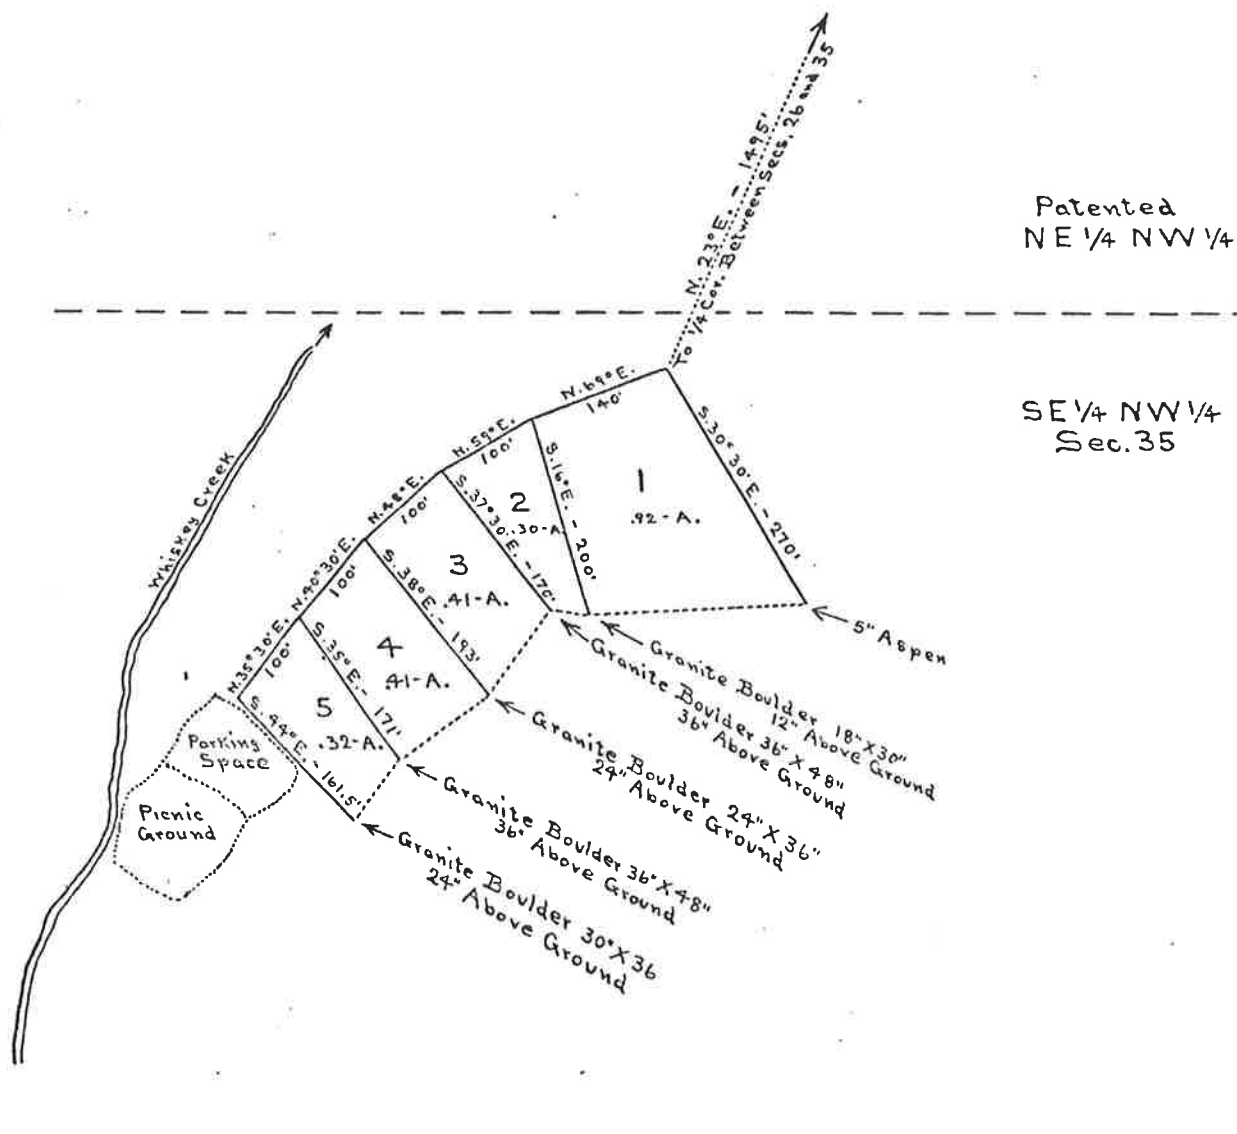 N. 23° E. - 1495'
To 1/4 Cor. Between Secs. 26 and 35
Patented
NE 1/4 NW 1/4
SE 1/4 NW 1/4
Sec. 35
Whiskey Creek
N. 69° E.
140'
N. 59° E.
100'
N. 48° E.
100'
N. 40° 30' E.
100'
N. 35° 30' E.
100'
S. 30° 30' E. - 270'
1
.92-A.
S. 16° E. - 200'
2
.30-A.
S. 37° 30' E. - 170'
3
.41-A.
S. 38° E. - 193'
4
.41-A.
S. 35° E. - 171'
5
.32-A.
S. 44° E. - 161.5'
Parking
Space
Picnic
Ground
5" Aspen
Granite Boulder 18" X 30"
12" Above Ground
Granite Boulder 36" X 48"
36" Above Ground
Granite Boulder 24" X 36"
24" Above Ground
Granite Boulder 36" X 48"
36" Above Ground
Granite Boulder 30" X 36
24" Above Ground